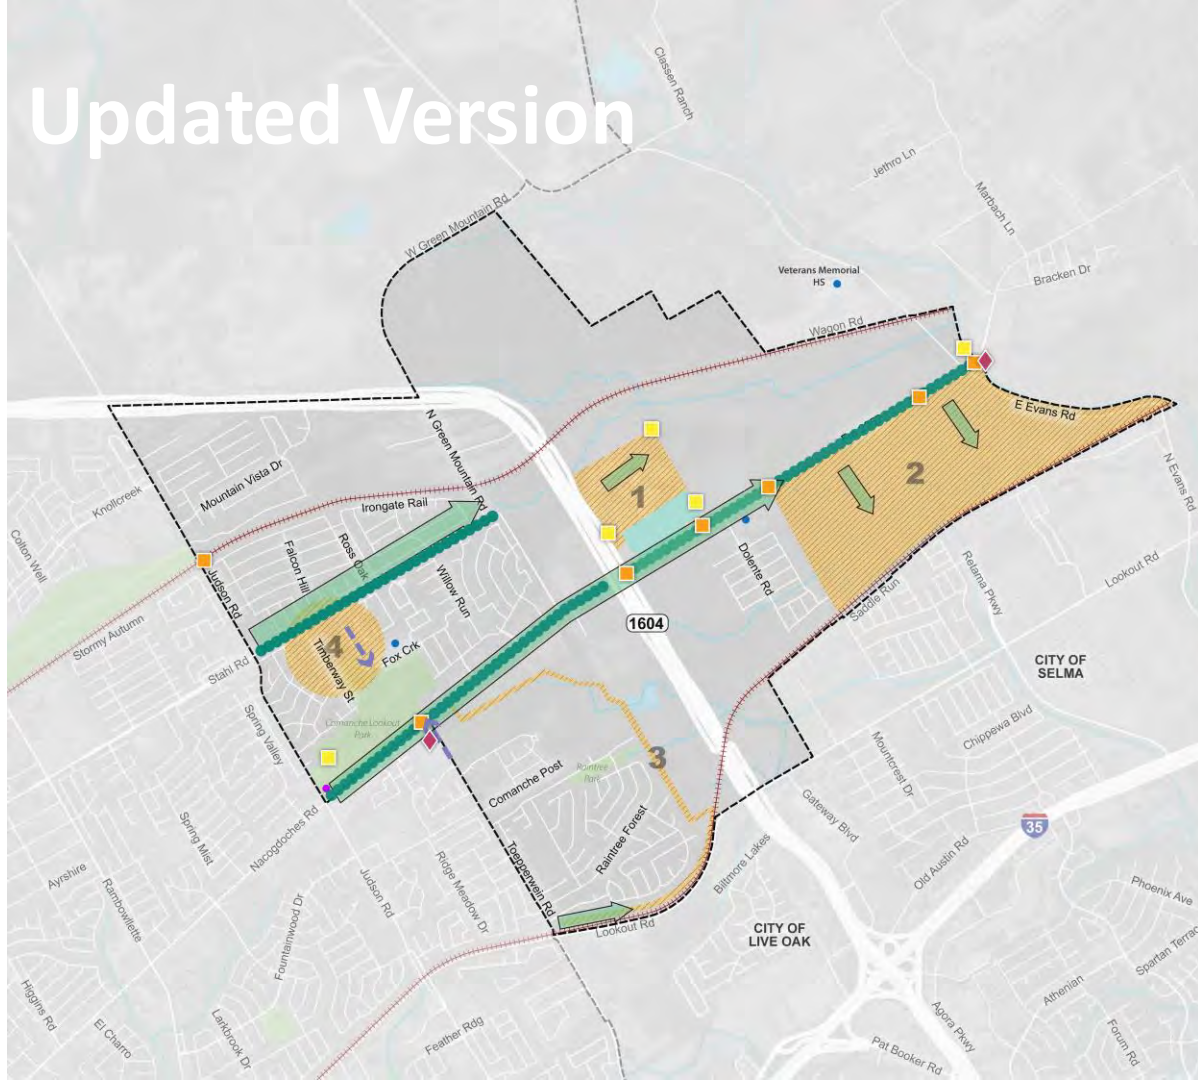 Updated Version
Classen Ranch
Jethro Ln
Marbach Ln
W Green Mountain Rd
Bracken Dr
Veterans Memorial
HS
Wagon Rd
E Evans Rd
N Green Mountain Rd
Mountain Vista Dr
Knollcreek
Irongate Rail
1
2
N Evans Rd
Colton Well
Ross Oak
Falcon Hill
Judson Rd
Willow Run
Dolente Rd
Retama Pkwy
Lookout Rd
Saddle Run
1604
Stormy Autumn
Stahl Rd
4
Fox Crk
Timberway St
CITY OF
SELMA
Spring Valley
Comanche Lookout
Park
Chippewa Blvd
3
Mountcrest Dr
Comanche Post
Raintree
Park
Raintree Forest
Gateway Blvd
35
Nacogdoches Rd
Spring Mist
Old Austin Rd
Biltmore Lakes
Ayrshire
Rambowllette
Judson Rd
Ridge Meadow Dr
Toepperwein Rd
Phoenix Ave
Fountainwood Dr
Lookout Rd
CITY OF
LIVE OAK
Spartan Terrac
Higgins Rd
El Charro
Larkbrook Dr
Feather Rdg
Athenian
Agora Pkwy
Forum Rd
Pat Booker Rd